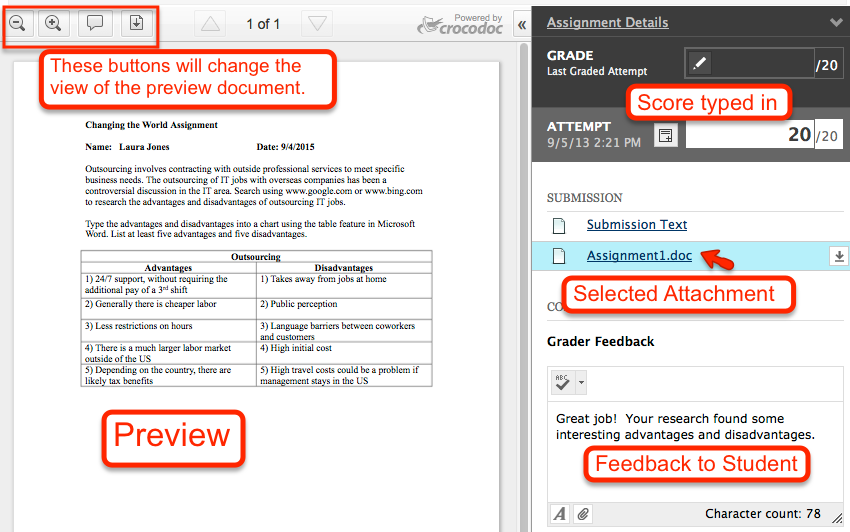 1 of 1
Powered by
crocodoc
«
These buttons will change the
view of the preview document.
Changing the World Assignment
Name: Laura Jones Date: 9/4/2015
Outsourcing involves contracting with outside professional services to meet specific
business needs. The outsourcing of IT jobs with overseas companies has been a
controversial discussion in the IT area. Search using www.google.com or www.bing.com
to research the advantages and disadvantages of outsourcing IT jobs.
Type the advantages and disadvantages into a chart using the table feature in Microsoft
Word. List at least five advantages and five disadvantages.
Outsourcing
Advantages Disadvantages
1) 24/7 support, without requiring the
additional pay of a 3rd shift
1) Takes away from jobs at home
2) Generally there is cheaper labor
2) Public perception
3) Less restrictions on hours
3) Language barriers between coworkers
and customers
4) There is a much larger labor market
outside of the US
4) High initial cost
5) Depending on the country, there are
likely tax benefits
5) High travel costs could be a problem if
management stays in the US
Preview
Assignment Details
GRADE
Last Graded Attempt
/20
Score typed in
ATTEMPT
9/5/13 2:21 PM
20 /20
SUBMISSION
Submission Text
Assignment1.doc
Selected Attachment
Grader Feedback
ABC
Great job! Your research found some
interesting advantages and disadvantages.
Feedback to Student
A
Character count: 78